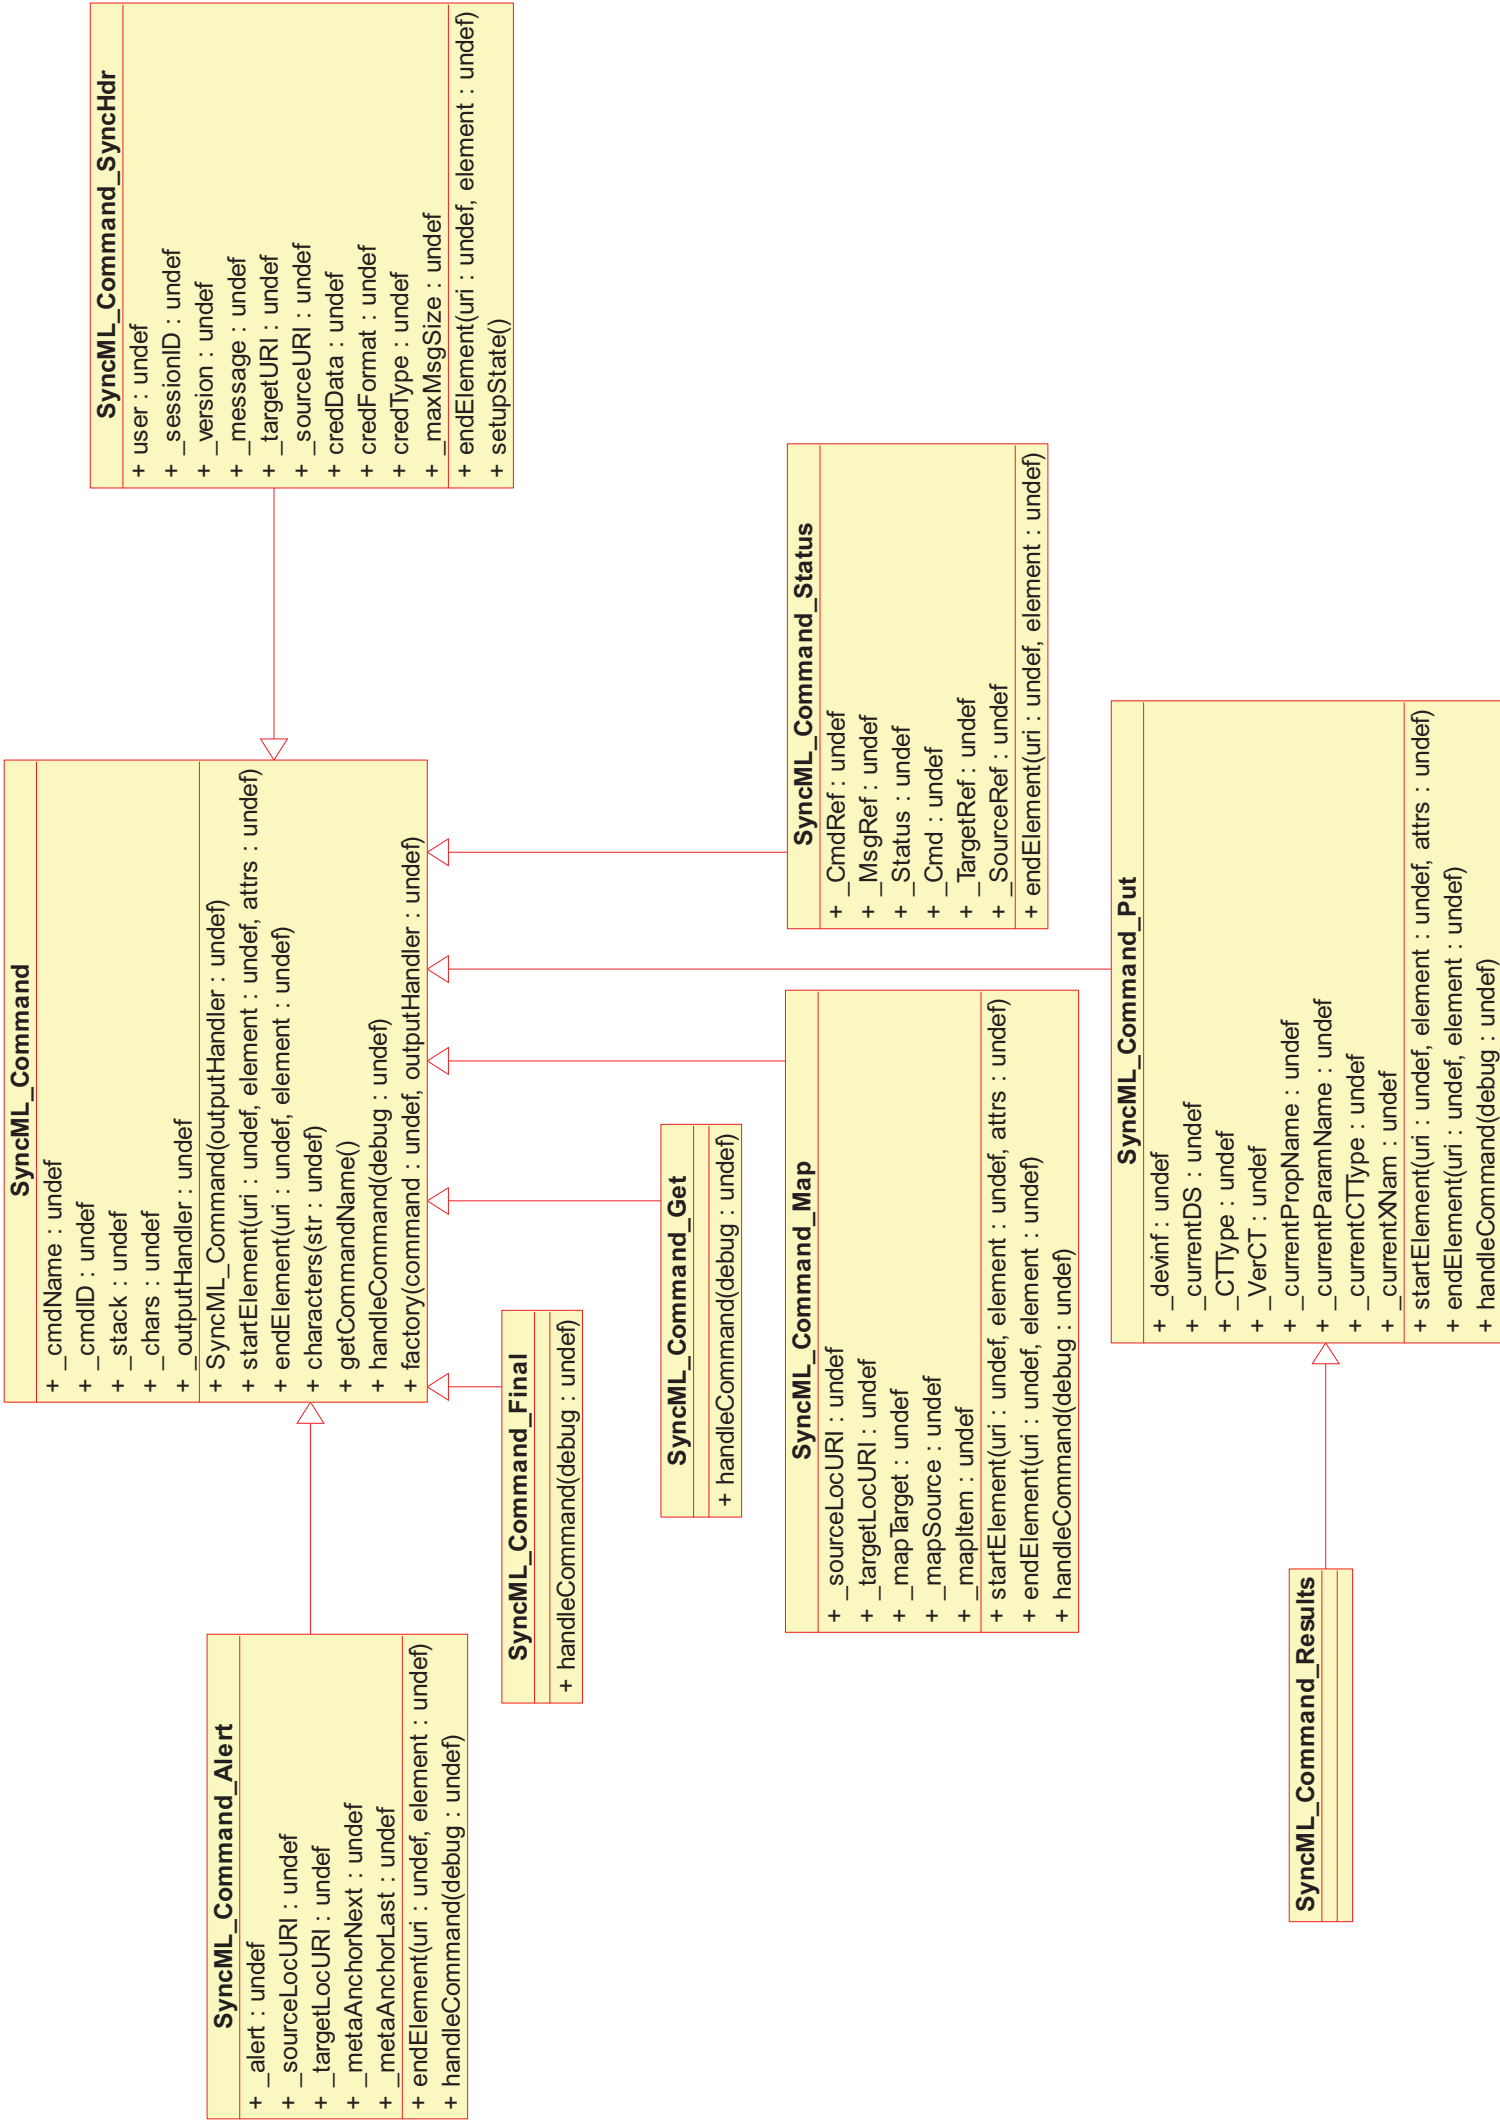 SyncML_Command_Alert
+ _alert : undef
+ _sourceLocURI : undef
+ _targetLocURI : undef
+ _metaAnchorNext : undef
+ _metaAnchorLast : undef
+ endElement(uri : undef, element : undef)
+ handleCommand(debug : undef)
SyncML_Command
+ _cmdName : undef
+ _cmdID : undef
+ _stack : undef
+ _chars : undef
+ _outputHandler : undef
+ SyncML_Command(outputHandler : undef)
+ startElement(uri : undef, element : undef, attrs : undef)
+ endElement(uri : undef, element : undef)
+ characters(str : undef)
+ getCommandName()
+ handleCommand(debug : undef)
+ factory(command : undef, outputHandler : undef)
SyncML_Command_SyncHdr
+ user : undef
+ _sessionID : undef
+ _version : undef
+ _message : undef
+ _targetURI : undef
+ _sourceURI : undef
+ credData : undef
+ credFormat : undef
+ credType : undef
+ _maxMsgSize : undef
+ endElement(uri : undef, element : undef)
+ setupState()
SyncML_Command_Final
+ handleCommand(debug : undef)
SyncML_Command_Get
+ handleCommand(debug : undef)
SyncML_Command_Map
+ _sourceLocURI : undef
+ _targetLocURI : undef
+ _mapTarget : undef
+ _mapSource : undef
+ _mapItem : undef
+ startElement(uri : undef, element : undef, attrs : undef)
+ endElement(uri : undef, element : undef)
+ handleCommand(debug : undef)
SyncML_Command_Status
+ _CmdRef : undef
+ _MsgRef : undef
+ _Status : undef
+ _Cmd : undef
+ _TargetRef : undef
+ _SourceRef : undef
+ endElement(uri : undef, element : undef)
SyncML_Command_Results
SyncML_Command_Put
+ _devinf : undef
+ _currentDS : undef
+ _CTType : undef
+ _VerCT : undef
+ _currentPropName : undef
+ _currentParamName : undef
+ _currentCTType : undef
+ _currentXNam : undef
+ startElement(uri : undef, element : undef, attrs : undef)
+ endElement(uri : undef, element : undef)
+ handleCommand(debug : undef)